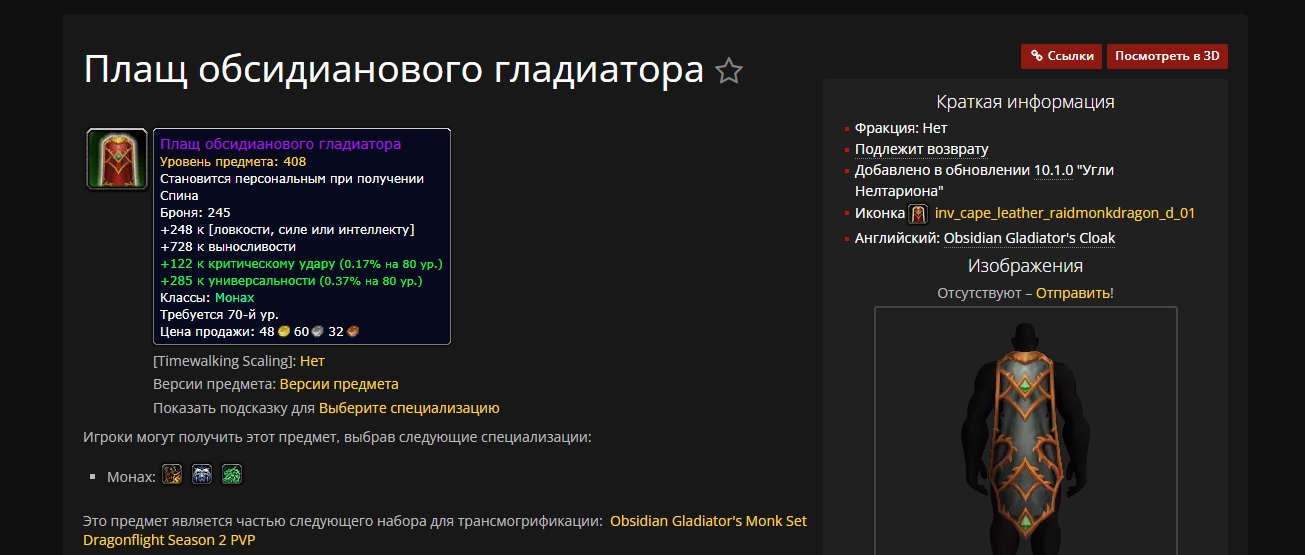 Плащ обсидианового гладиатора
Ссылки
Посмотреть в 3D
Плащ обсидианового гладиатора
Уровень предмета: 408
Становится персональным при получении
Спина
Броня: 245
+248 к [ловкости, силе или интеллекту]
+728 к выносливости
+122 к критическому удару (0.17% на 80 ур.)
+285 к универсальности (0.37% на 80 ур.)
Классы: Монах
Требуется 70-й ур.
Цена продажи: 48 60 32
[Timewalking Scaling]: Нет
Версии предмета: Версии предмета
Показать подсказку для Выберите специализацию
Игроки могут получить этот предмет, выбрав следующие специализации:
Монах:
Это предмет является частью следующего набора для трансмогрификации: Obsidian Gladiator's Monk Set
Dragonflight Season 2 PVP
Краткая информация
Фракция: Нет
Подлежит возврату
Добавлено в обновлении 10.1.0 "Угли
Нелтариона"
Иконка inv_cape_leather_raidmonkdragon_d_01
Английский: Obsidian Gladiator's Cloak
Изображения
Отсутствуют – Отправить!